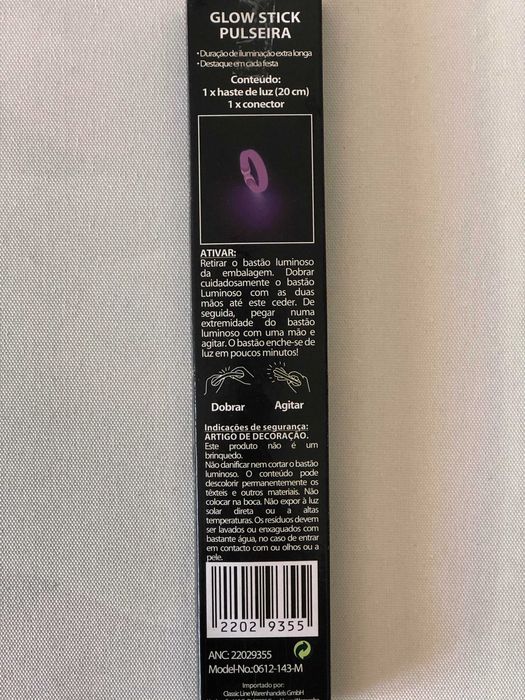 GLOW STICK
PULSEIRA
• Duração de iluminação extra longa
• Destaque em cada festa
Conteúdo:
1 x haste de luz (20 cm)
1 x conector
ATIVAR:
Retirar o bastão luminoso
da embalagem. Dobrar
cuidadosamente o bastão
Luminoso com as duas
mãos até este ceder. De
seguida, pegar numa
extremidade do bastão
luminoso com uma mão e
agitar. O bastão enche-se de
luz em poucos minutos!
Dobrar
Agitar
Indicações de segurança:
ARTIGO DE DECORAÇÃO.
Este produto não é um
brinquedo.
Não danificar nem cortar o bastão
luminoso. O conteúdo pode
descolorir permanentemente os
têxteis e outros materiais. Não
colocar na boca. Não expor à luz
solar direta ou a altas
temperaturas. Os resíduos devem
ser lavados ou enxaguados com
bastante água, no caso de entrar
em contacto com ou olhos ou a
pele.
2202 9355
ANC: 22029355
Model-No.:0612-143-M
Importado por:
Classic Line Warenhandels GmbH